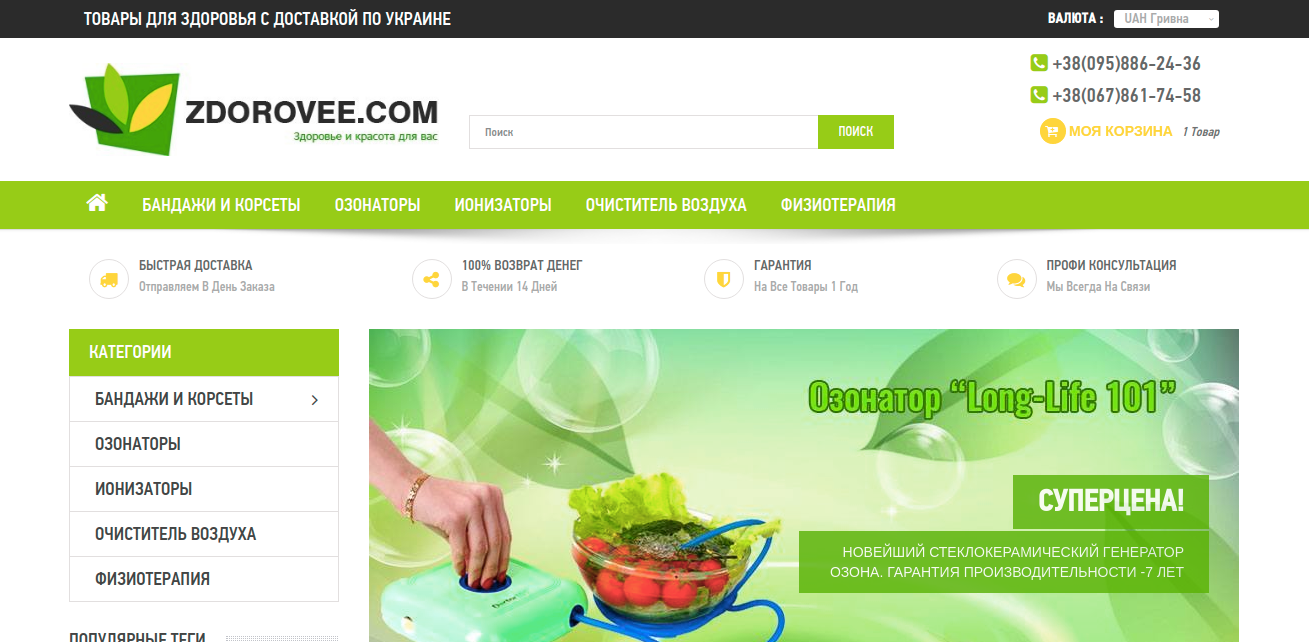 ТОВАРЫ ДЛЯ ЗДОРОВЬЯ С ДОСТАВКОЙ ПО УКРАИНЕ
ВАЛЮТА : UAH Гривна
+38(095)886-24-36
+38(067)861-74-58
ZDOROVEE.COM
Здоровье и красота для вас
Поиск
ПОИСК
МОЯ КОРЗИНА 1 Товар
БАНДАЖИ И КОРСЕТЫ ОЗОНАТОРЫ ИОНИЗАТОРЫ ОЧИСТИТЕЛЬ ВОЗДУХА ФИЗИОТЕРАПИЯ
БЫСТРАЯ ДОСТАВКА
Отправляем В День Заказа
100% ВОЗВРАТ ДЕНЕГ
В Течении 14 Дней
ГАРАНТИЯ
На Все Товары 1 Год
ПРОФИ КОНСУЛЬТАЦИЯ
Мы Всегда На Связи
КАТЕГОРИИ
БАНДАЖИ И КОРСЕТЫ
ОЗОНАТОРЫ
ИОНИЗАТОРЫ
ОЧИСТИТЕЛЬ ВОЗДУХА
ФИЗИОТЕРАПИЯ
ПОПУЛЯРНЫЕ ТЕГИ
Озонатор “Long-Life 101”
СУПЕРЦЕНА!
НОВЕЙШИЙ СТЕКЛОКЕРАМИЧЕСКИЙ ГЕНЕРАТОР
ОЗОНА. ГАРАНТИЯ ПРОИЗВОДИТЕЛЬНОСТИ -7 ЛЕТ